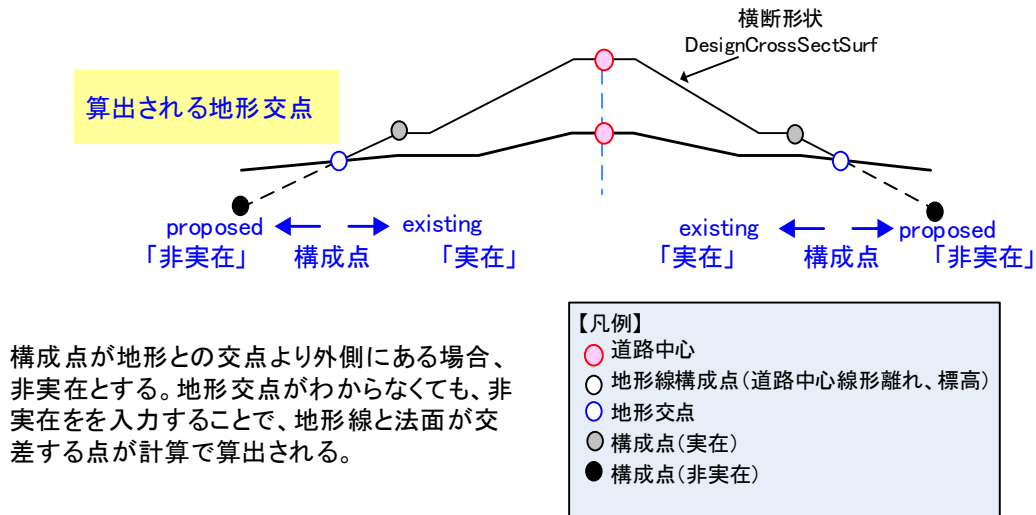 横断形状
DesignCrossSectSurf
算出される地形交点
proposed existing existing proposed
「非実在」 構成点 「実在」 「実在」 構成点 「非実在」
構成点が地形との交点より外側にある場合、
非実在とする。地形交点がわからなくても、非
実在をを入力することで、地形線と法面が交
差する点が計算で算出される。
【凡例】
道路中心
地形線構成点(道路中心線形離れ、標高)
地形交点
構成点(実在)
構成点(非実在)